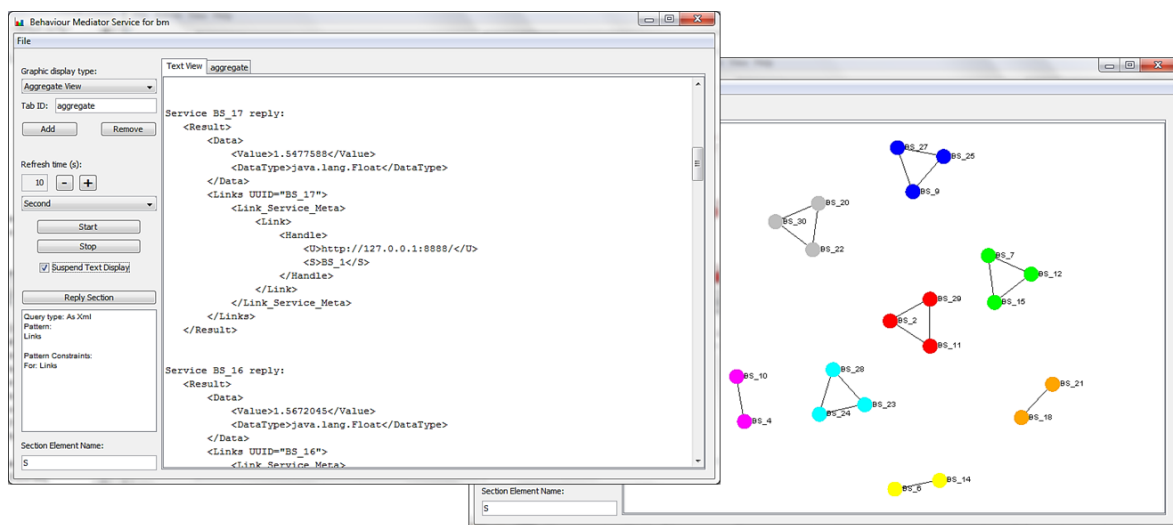 Behaviour Mediator Service for bm
File
Graphic display type:
Aggregate View
Tab ID: aggregate
Add Remove
Refresh time (s):
10 - +
Second
Start
Stop
Suspend Text Display
Reply Section
Query type: As Xml
Pattern:
Links
Pattern Constraints:
For: Links
Section Element Name:
S
Text View aggregate
Service BS_17 reply:
<Result>
<Data>
<Value>1.5477588</Value>
<DataType>java.lang.Float</DataType>
</Data>
<Links UUID="BS_17">
<Link_Service_Meta>
<Link>
<Handle>
<U>http://127.0.0.1:8888/</U>
<S>BS_1</S>
</Handle>
</Link>
</Link_Service_Meta>
</Links>
</Result>
Service BS_16 reply:
<Result>
<Data>
<Value>1.5672045</Value>
<DataType>java.lang.Float</DataType>
</Data>
<Links UUID="BS_16">
<Link_Service_Meta>
BS_27
BS_25
BS_9
BS_20
BS_30
BS_22
BS_7
BS_12
BS_15
BS_29
BS_2
BS_11
BS_10
BS_4
BS_28
BS_23
BS_24
BS_21
BS_18
BS_14
BS_6
Section Element Name:
S